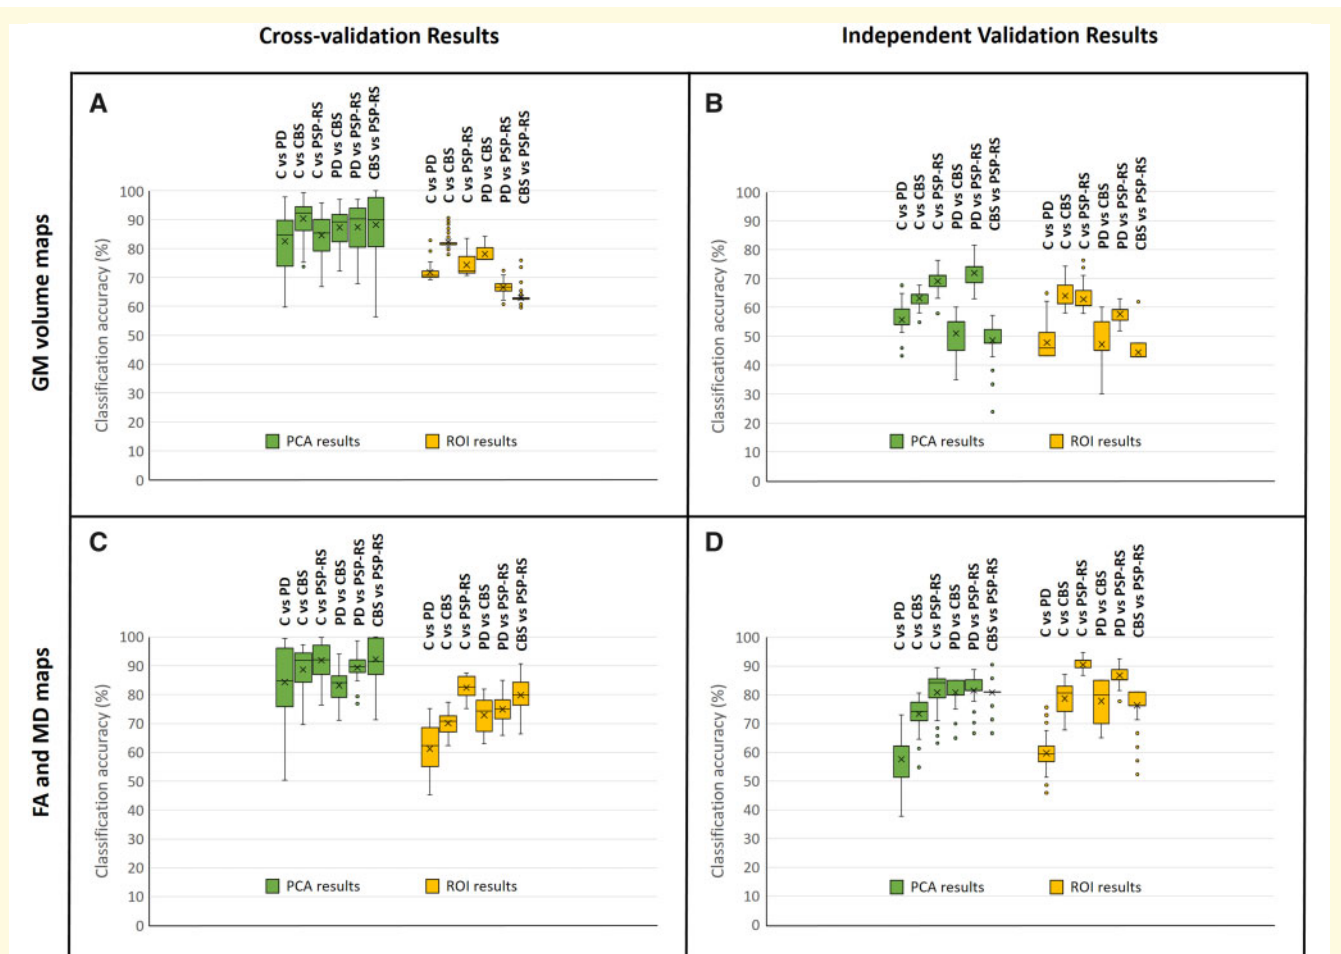 Cross-validation Results
Independent Validation Results
GM volume maps
FA and MD maps
A
C vs PD
C vs CBS
C vs PSP-RS
PD vs CBS
PD vs PSP-RS
CBS vs PSP-RS
C vs PD
C vs CBS
C vs PSP-RS
PD vs CBS
PD vs PSP-RS
CBS vs PSP-RS
Classification accuracy (%)
100
90
80
70
60
50
40
30
20
10
0
PCA results
ROI results
B
C vs PD
C vs CBS
C vs PSP-RS
PD vs CBS
PD vs PSP-RS
CBS vs PSP-RS
C vs PD
C vs CBS
C vs PSP-RS
PD vs CBS
PD vs PSP-RS
CBS vs PSP-RS
Classification accuracy (%)
100
90
80
70
60
50
40
30
20
10
0
PCA results
ROI results
C
C vs PD
C vs CBS
C vs PSP-RS
PD vs CBS
PD vs PSP-RS
CBS vs PSP-RS
C vs PD
C vs CBS
C vs PSP-RS
PD vs CBS
PD vs PSP-RS
CBS vs PSP-RS
Classification accuracy (%)
100
90
80
70
60
50
40
30
20
10
0
PCA results
ROI results
D
C vs PD
C vs CBS
C vs PSP-RS
PD vs CBS
PD vs PSP-RS
CBS vs PSP-RS
C vs PD
C vs CBS
C vs PSP-RS
PD vs CBS
PD vs PSP-RS
CBS vs PSP-RS
Classification accuracy (%)
100
90
80
70
60
50
40
30
20
10
0
PCA results
ROI results